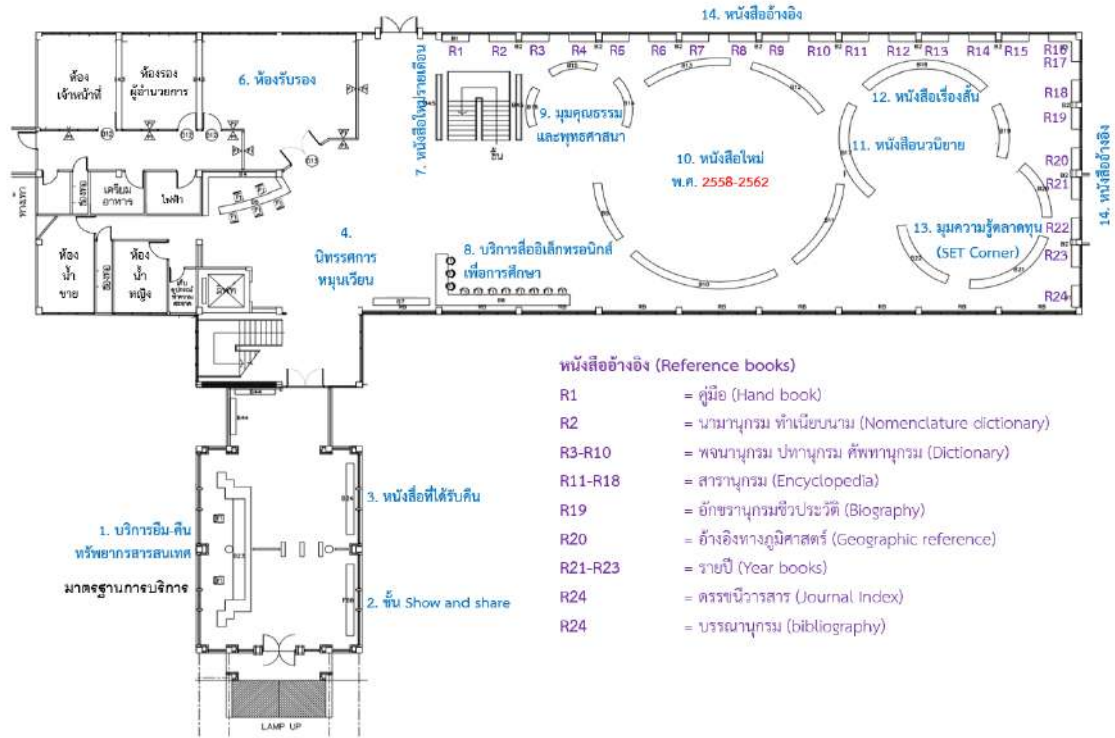 14. หนังสืออ้างอิง
R1
R2
R3
R4
R5
R6
R7
R8
R9
R10
R11
R12
R13
R14
R15
R16
R17
R18
R19
R20
R21
R22
R23
R24
14. หนังสืออ้างอิง
ห้อง
เจ้าหน้าที่
ห้องรอง
ผู้อำนวยการ
6. ห้องรับรอง
7. หนังสือใหม่รายเดือน
ขึ้น
9. มุมคุณธรรม
และพุทธศาสนา
10. หนังสือใหม่
พ.ศ. 2558-2562
12. หนังสือเรื่องสั้น
11. หนังสือนวนิยาย
13. มุมความรู้ตลาดทุน
(SET Corner)
เตรียม
อาหาร
ไฟฟ้า
ห้อง
น้ำ
ชาย
ห้อง
น้ำ
หญิง
ลิฟท์
4.
นิทรรศการ
หมุนเวียน
8. บริการสื่ออิเล็กทรอนิกส์
เพื่อการศึกษา
3. หนังสือที่ได้รับคืน
1. บริการยืม-คืน
ทรัพยากรสารสนเทศ
มาตรฐานการบริการ
2. ชั้น Show and share
LAMP UP
หนังสืออ้างอิง (Reference books)
R1 = คู่มือ (Hand book)
R2 = นามานุกรม ทำเนียบนาม (Nomenclature dictionary)
R3-R10 = พจนานุกรม ปทานุกรม ศัพทานุกรม (Dictionary)
R11-R18 = สารานุกรม (Encyclopedia)
R19 = อักขรานุกรมชีวประวัติ (Biography)
R20 = อ้างอิงทางภูมิศาสตร์ (Geographic reference)
R21-R23 = รายปี (Year books)
R24 = ดรรชนีวารสาร (Journal Index)
R24 = บรรณานุกรม (bibliography)